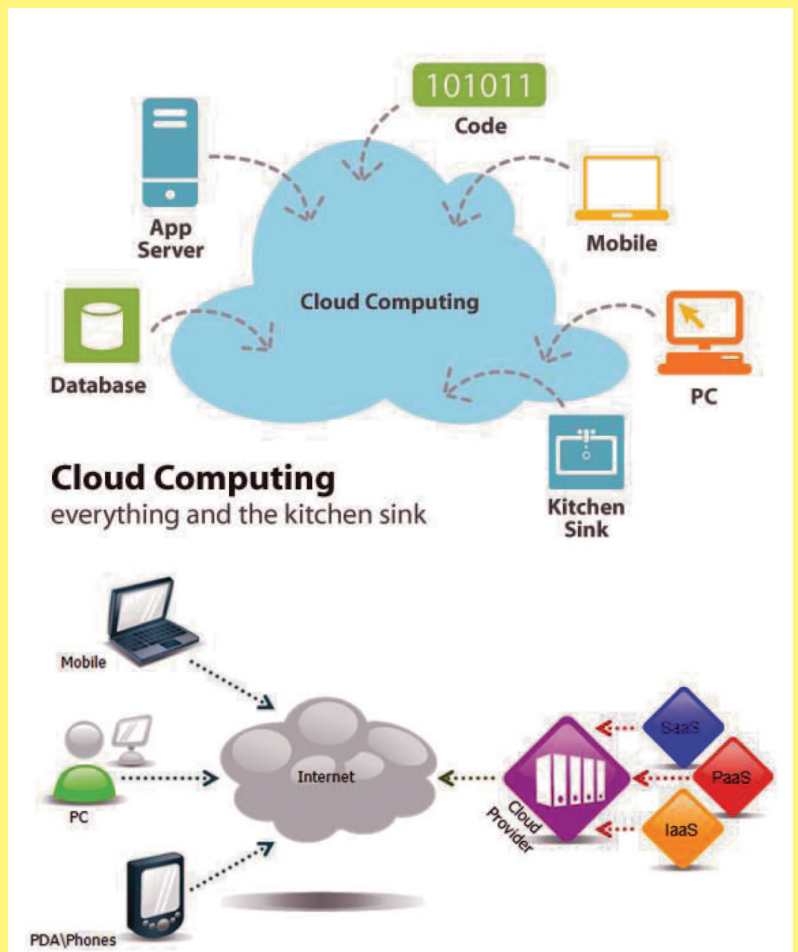 101011
Code
App
Server
Mobile
Cloud Computing
Database
PC
Kitchen
Sink
Cloud Computing
everything and the kitchen sink
Mobile
SaaS
Internet
PaaS
PC
Cloud
Provider
IaaS
PDA\Phones